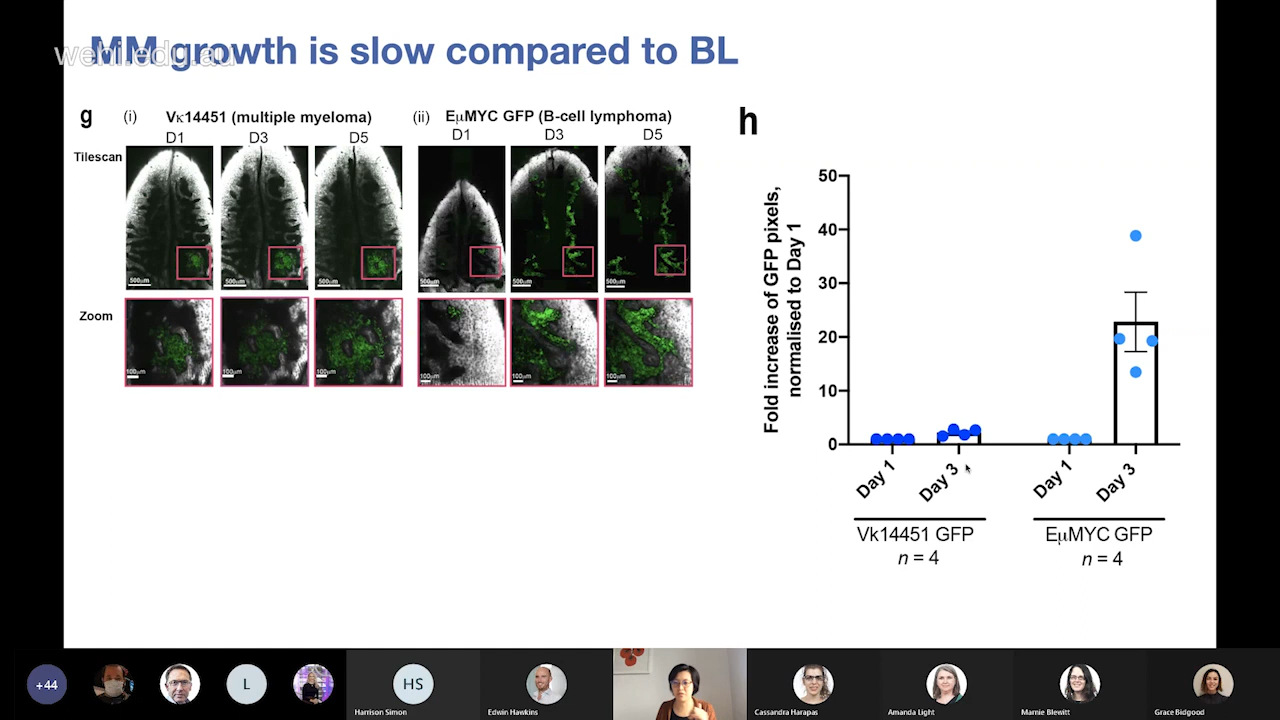 wehi.edu.au
MM growth is slow compared to BL
g
(i)
Vκ14451 (multiple myeloma)
D1
D3
D5
(ii)
EμMYC GFP (B-cell lymphoma)
D1
D3
D5
Tilescan
500μm
500μm
500μm
500μm
500μm
500μm
Zoom
100μm
100μm
100μm
100μm
100μm
100μm
h
Fold increase of GFP pixels,
normalised to Day 1
50
40
30
20
10
0
Day 1
Day 3
Day 1
Day 3
Vk14451 GFP
n = 4
EμMYC GFP
n = 4
+44
L
HS
Harrison Simon
Edwin Hawkins
Cassandra Harapas
Amanda Light
Marnie Blewitt
Grace Bidgood